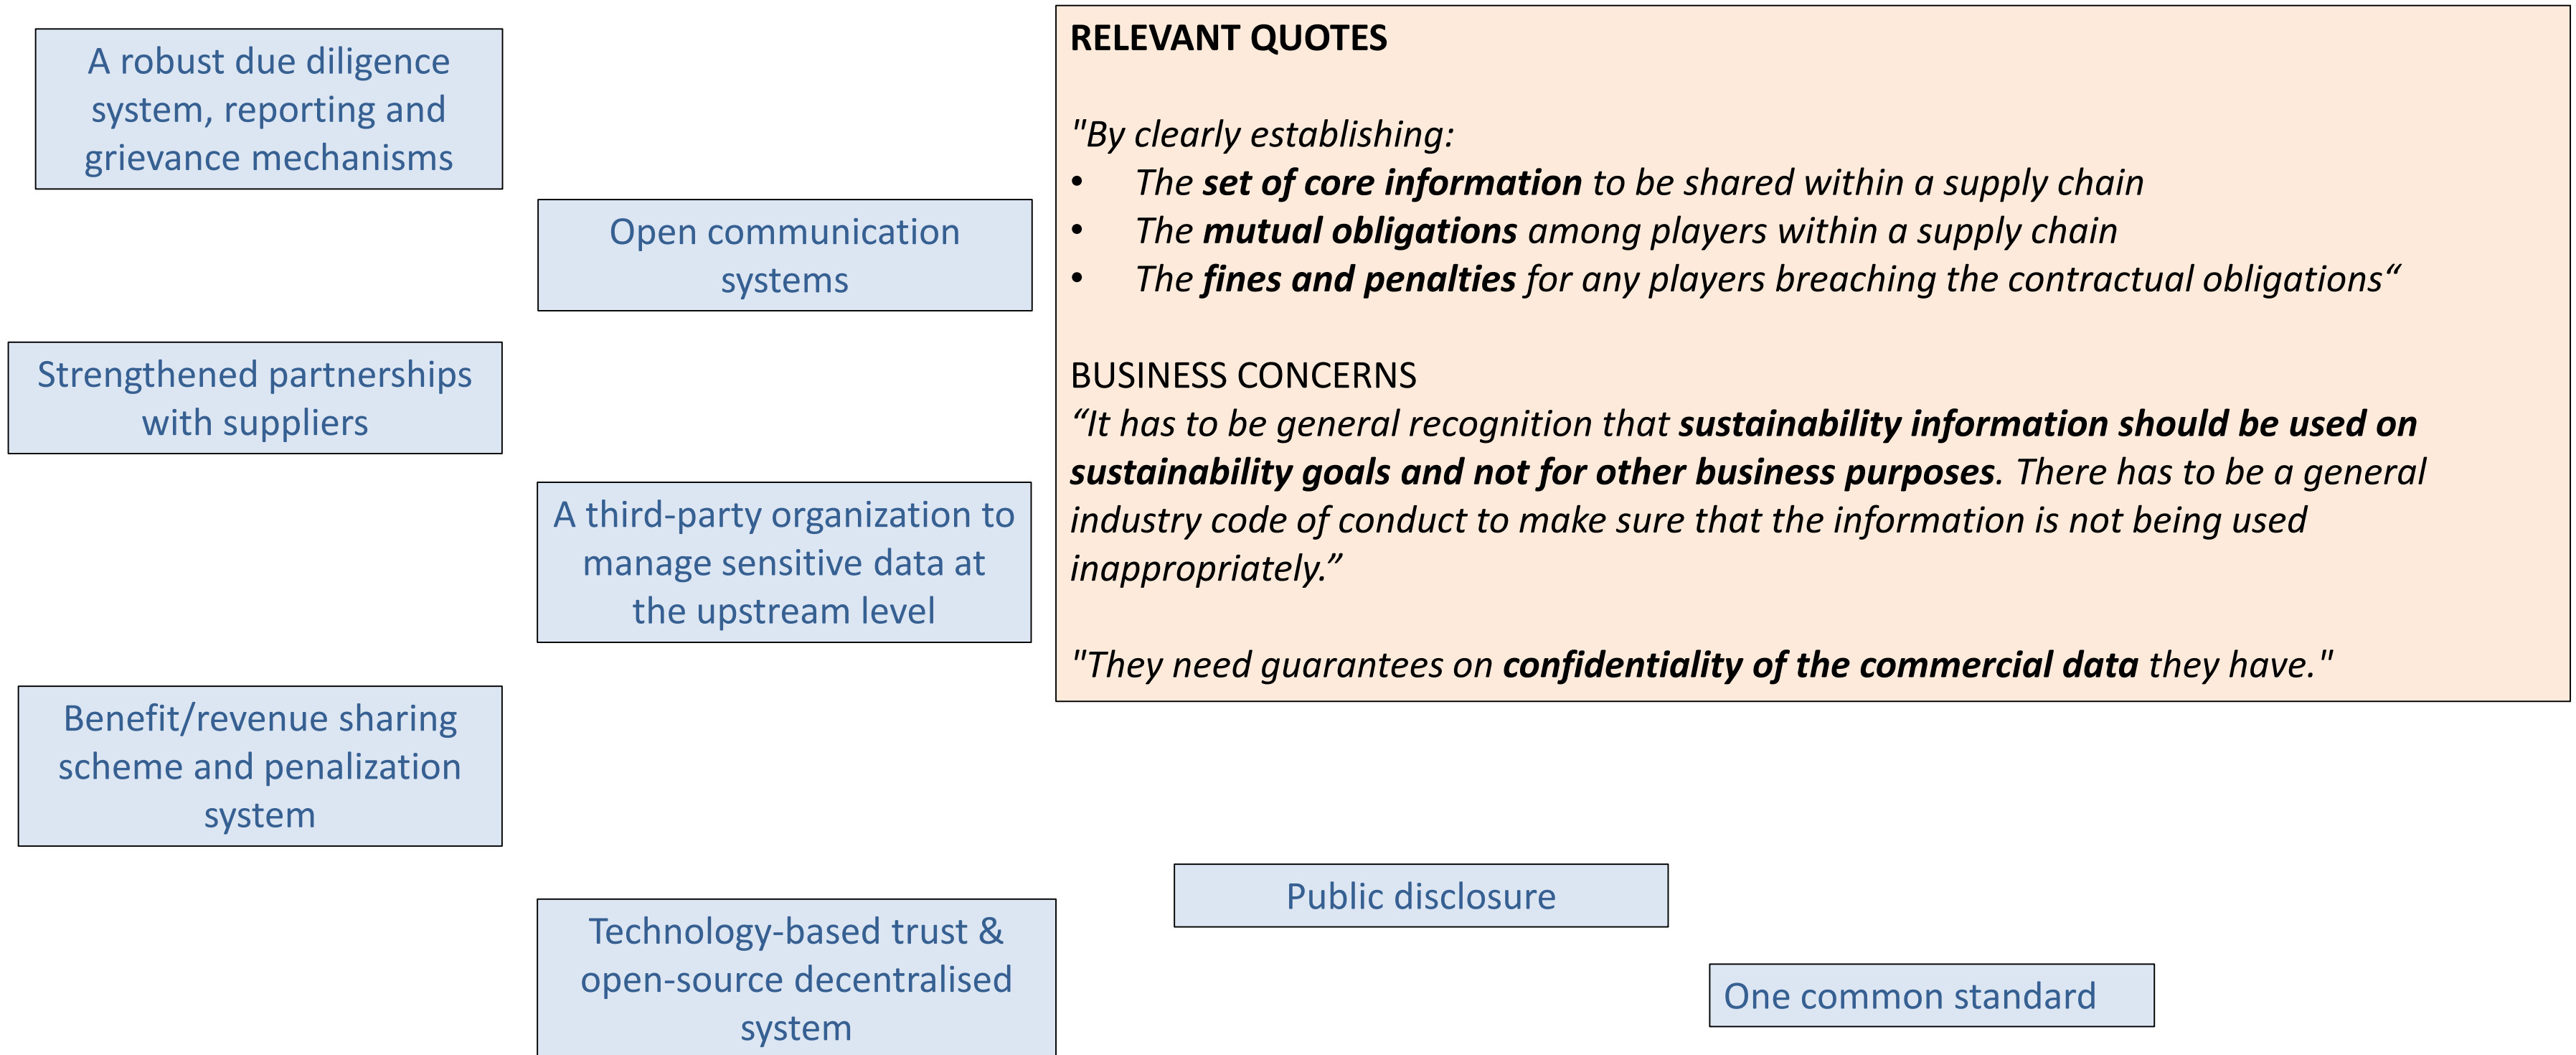 A robust due diligence
system, reporting and
grievance mechanisms
Open communication
systems
Strengthened partnerships
with suppliers
A third-party organization to
manage sensitive data at
the upstream level
Benefit/revenue sharing
scheme and penalization
system
Technology-based trust &
open-source decentralised
system
RELEVANT QUOTES
"By clearly establishing:
• The set of core information to be shared within a supply chain
• The mutual obligations among players within a supply chain
• The fines and penalties for any players breaching the contractual obligations“
BUSINESS CONCERNS
“It has to be general recognition that sustainability information should be used on
sustainability goals and not for other business purposes. There has to be a general
industry code of conduct to make sure that the information is not being used
inappropriately.”
"They need guarantees on confidentiality of the commercial data they have."
Public disclosure
One common standard